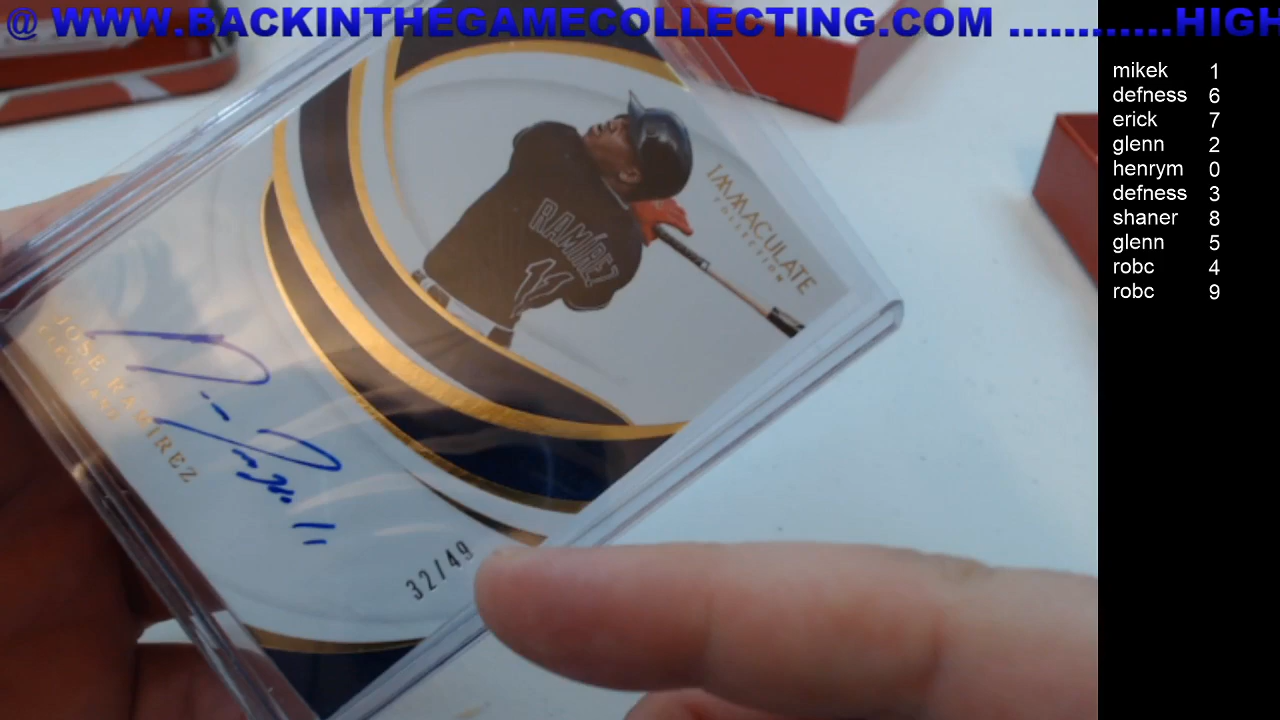 @ WWW.BACKINTHEGAMECOLLECTING.COM ............HIGH
IMMACULATE
COLLECTION
RAMÍREZ
11
JOSE RAMIREZ
CLEVELAND
32/49
mikek 1
defness 6
erick 7
glenn 2
henrym 0
defness 3
shaner 8
glenn 5
robc 4
robc 9